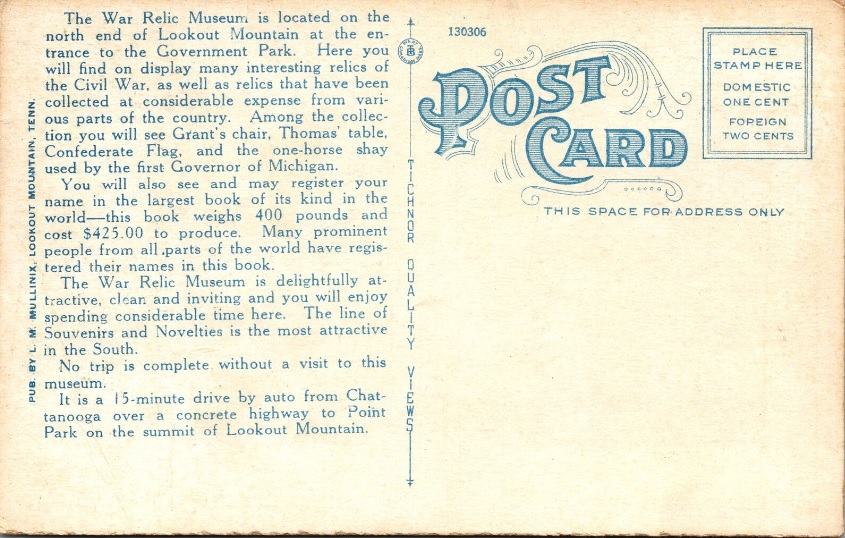 The War Relic Museum is located on the
north end of Lookout Mountain at the en-
trance to the Government Park. Here you
will find on display many interesting relics of
the Civil War, as well as relics that have been
collected at considerable expense from vari-
ous parts of the country. Among the collec-
tion you will see Grant's chair, Thomas' table,
Confederate Flag, and the one-horse shay
used by the first Governor of Michigan.
You will also see and may register your
name in the largest book of its kind in the
world—this book weighs 400 pounds and
cost $425.00 to produce. Many prominent
people from all parts of the world have regis-
tered their names in this book.
The War Relic Museum is delightfully at-
tractive, clean and inviting and you will enjoy
spending considerable time here. The line of
Souvenirs and Novelties is the most attractive
in the South.
No trip is complete without a visit to this
museum.
It is a 15-minute drive by auto from Chat-
tanooga over a concrete highway to Point
Park on the summit of Lookout Mountain.
PUB. BY L. M. MULLINIX, LOOKOUT MOUNTAIN, TENN.
TICHNOR QUALITY VIEWS
130306
POST
CARD
THIS SPACE FOR ADDRESS ONLY
PLACE
STAMP HERE
DOMESTIC
ONE CENT
FOREIGN
TWO CENTS